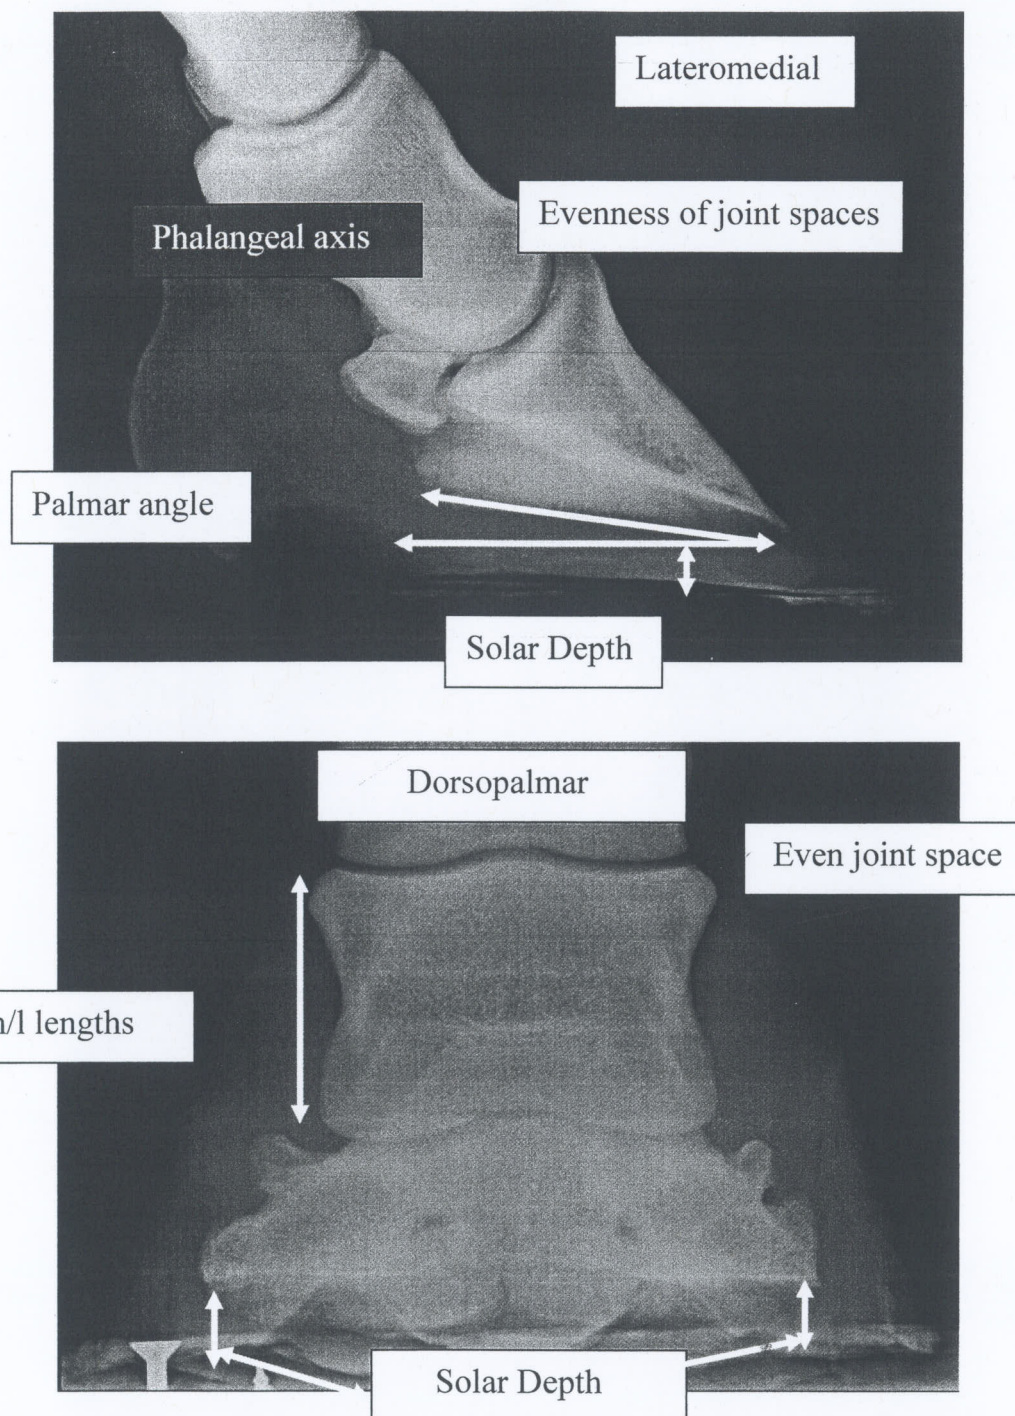 Lateromedial
Evenness of joint spaces
Phalangeal axis
Palmar angle
Solar Depth
Dorsopalmar
Even joint space
/l lengths
Solar Depth